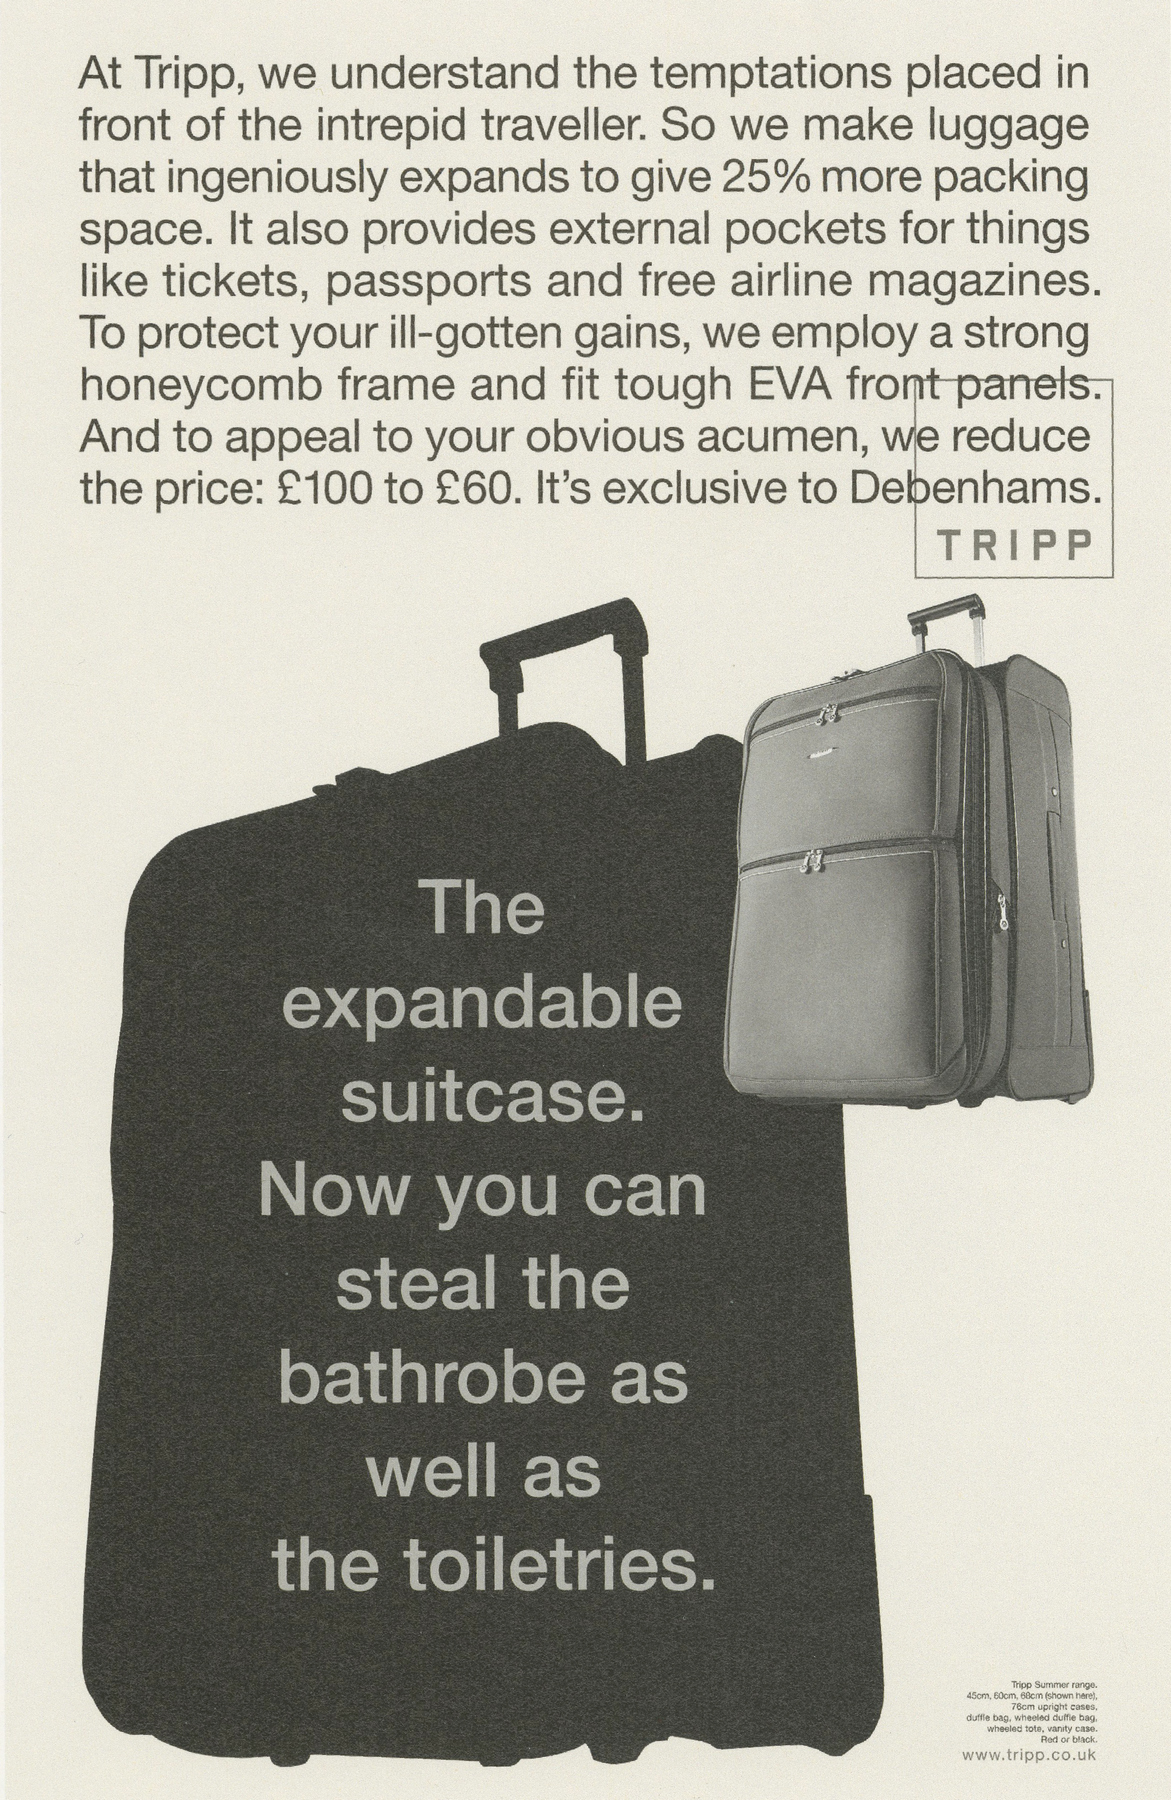 At Tripp, we understand the temptations placed in
front of the intrepid traveller. So we make luggage
that ingeniously expands to give 25% more packing
space. It also provides external pockets for things
like tickets, passports and free airline magazines.
To protect your ill-gotten gains, we employ a strong
honeycomb frame and fit tough EVA front panels.
And to appeal to your obvious acumen, we reduce
the price: £100 to £60. It's exclusive to Debenhams.
TRIPP
The
expandable
suitcase.
Now you can
steal the
bathrobe as
well as
the toiletries.
Tripp Summer range.
45cm, 60cm, 68cm (shown here),
76cm upright cases,
duffle bag, wheeled duffle bag,
wheeled tote, vanity case.
Red or black.
www.tripp.co.uk